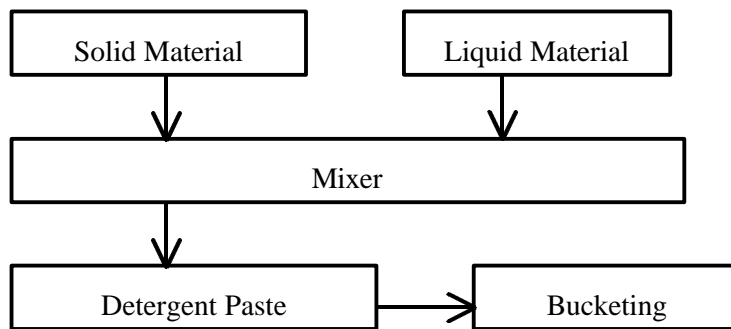 Solid Material
Liquid Material
Mixer
Detergent Paste
Bucketing